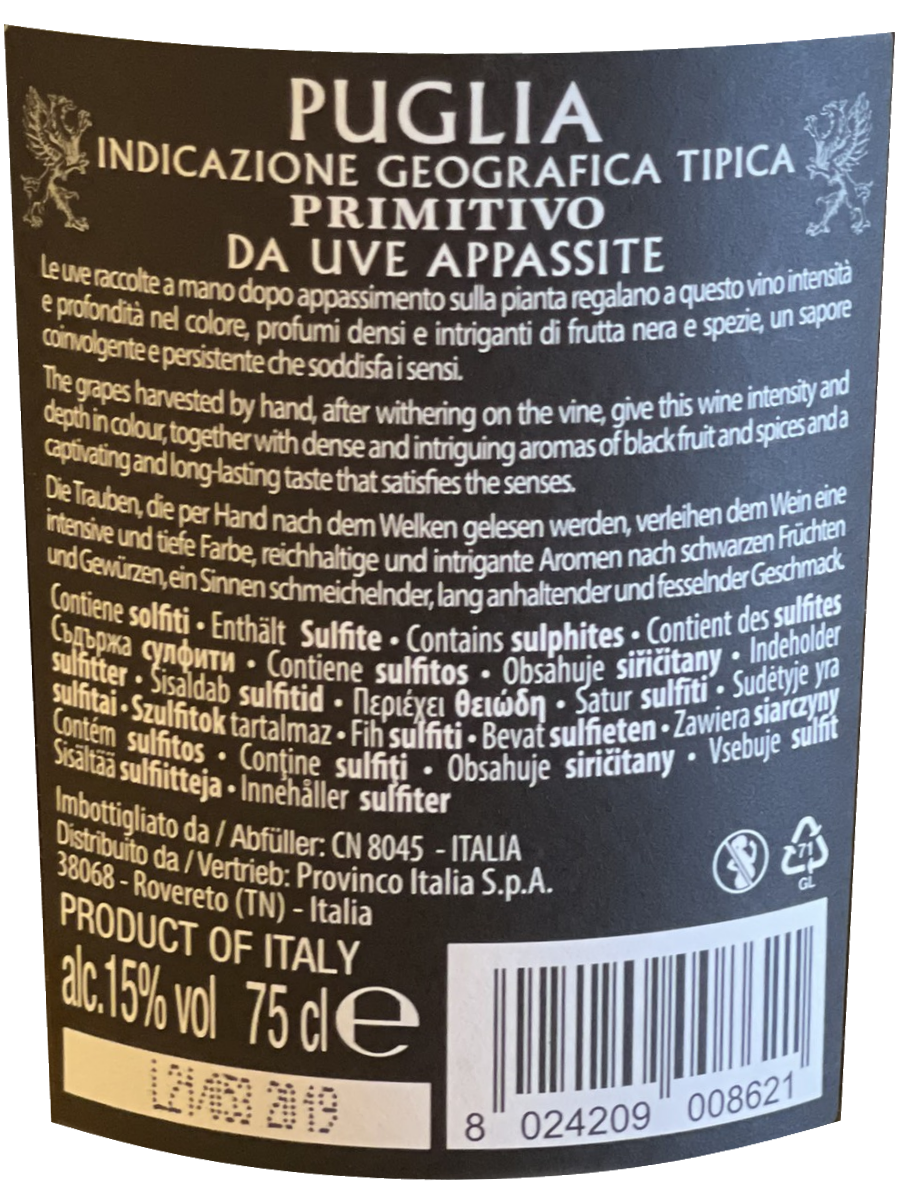 PUGLIA
INDICAZIONE GEOGRAFICA TIPICA
PRIMITIVO
DA UVE APPASSITE
Le uve raccolte a mano dopo appassimento sulla pianta regalano a questo vino intensità
e profondità nel colore, profumi densi e intriganti di frutta nera e spezie, un sapore
coinvolgente e persistente che soddisfa i sensi.
The grapes harvested by hand, after withering on the vine, give this wine intensity and
depth in colour, together with dense and intriguing aromas of black fruit and spices and a
captivating and long-lasting taste that satisfies the senses.
Die Trauben, die per Hand nach dem Welken gelesen werden, verleihen dem Wein eine
intensive und tiefe Farbe, reichhaltige und intrigante Aromen nach schwarzen Früchten
und Gewürzen, ein Sinnen schmeichelnder, lang anhaltender und fesselnder Geschmack.
Contiene solfiti • Enthält Sulfite • Contains sulphites • Contient des sulfites
Съдържа сулфити • Contiene sulfitos • Obsahuje siřičitany • Indeholder
sulfitter • Sisaldab sulfitid • Περιέχει θειώδη • Satur sulfiti • Sudėtyje yra
sulfitai • Szulfitok tartalmaz • Fih sulfiti • Bevat sulfieten • Zawiera siarczyny
Contém sulfitos • Conţine sulfiţi • Obsahuje siričitany • Vsebuje sulfit
Sisältää sulfiitteja • Innehåller sulfiter
Imbottigliato da / Abfüller: CN 8045 - ITALIA
Distribuito da / Vertrieb: Provinco Italia S.p.A.
38068 - Rovereto (TN) - Italia
71
GL
PRODUCT OF ITALY
alc.15% vol 75 cl e
L21/053 2019
8 024209 008621